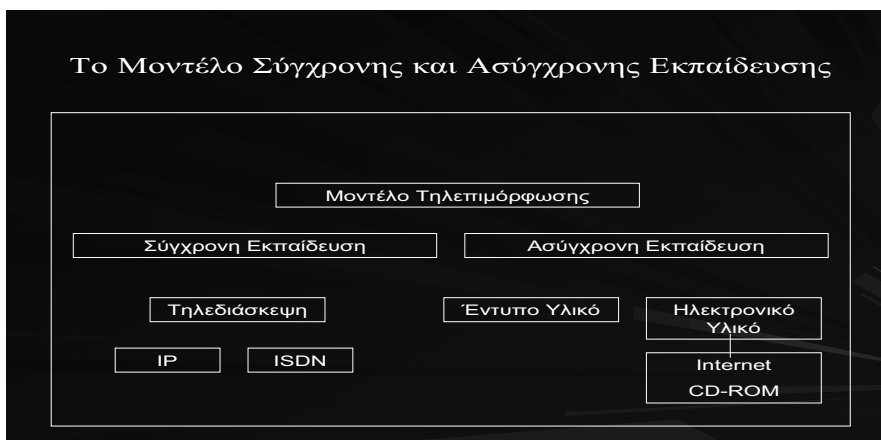 Το Μοντέλο Σύγχρονης και Ασύγχρονης Εκπαίδευσης
Μοντέλο Τηλεπιμόρφωσης
Σύγχρονη Εκπαίδευση
Ασύγχρονη Εκπαίδευση
Τηλεδιάσκεψη
Έντυπο Υλικό
Ηλεκτρονικό
Υλικό
IP
ISDN
Internet
CD-ROM